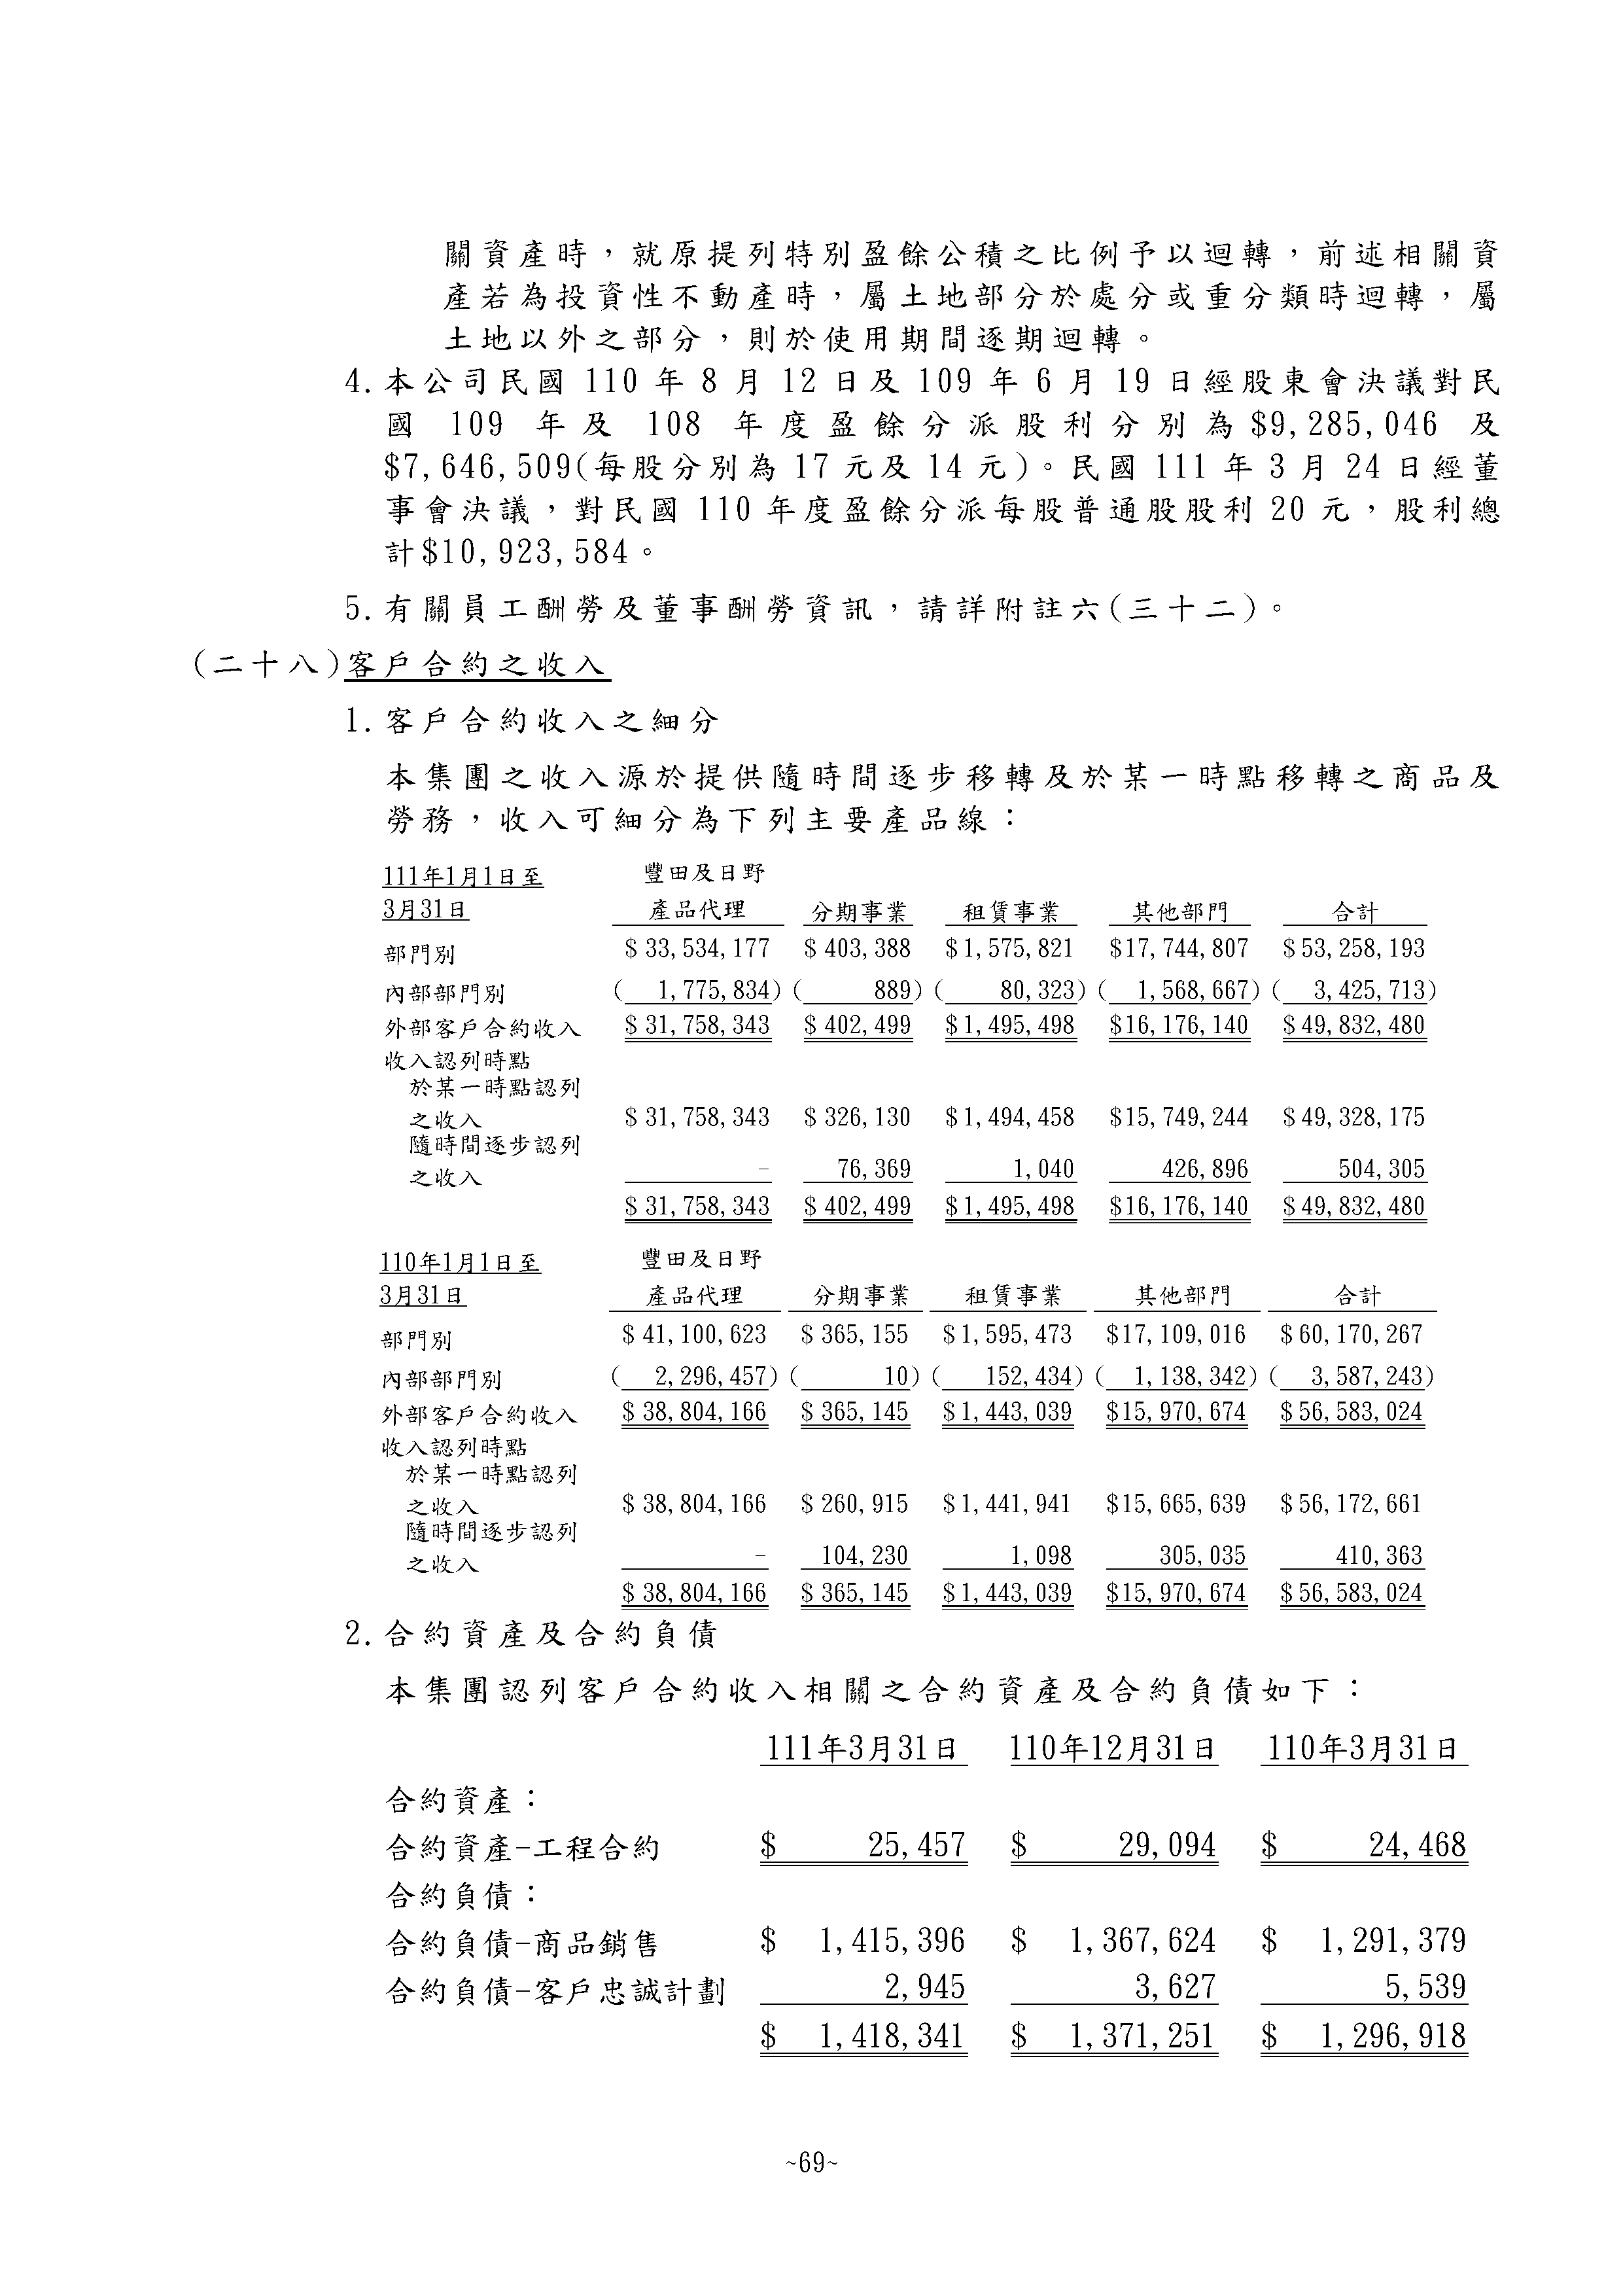 關資產時，就原提列特別盈餘公積之比例予以迴轉，前述相關資
產若為投資性不動產時，屬土地部分於處分或重分類時迴轉，屬
土地以外之部分，則於使用期間逐期迴轉。
4.本公司民國 110 年 8 月 12 日及 109 年 6 月 19 日經股東會決議對民
國 109 年及 108 年度盈餘分派股利分別為 $9,285,046 及
$7,646,509(每股分別為 17 元及 14 元)。民國 111 年 3 月 24 日經董
事會決議，對民國 110 年度盈餘分派每股普通股股利 20 元，股利總
計$10,923,584。
5.有關員工酬勞及董事酬勞資訊，請詳附註六(三十二)。
(二十八)客戶合約之收入
1.客戶合約收入之細分
本集團之收入源於提供隨時間逐步移轉及於某一時點移轉之商品及
勞務，收入可細分為下列主要產品線：
111年1月1日至 豐田及日野
3月31日 產品代理 分期事業 租賃事業 其他部門 合計
部門別 $ 33,534,177 $ 403,388 $1,575,821 $17,744,807 $ 53,258,193
內部部門別 ( 1,775,834) ( 889) ( 80,323) ( 1,568,667) ( 3,425,713)
外部客戶合約收入 $ 31,758,343 $ 402,499 $1,495,498 $16,176,140 $ 49,832,480
收入認列時點
於某一時點認列
之收入 $ 31,758,343 $ 326,130 $1,494,458 $15,749,244 $ 49,328,175
隨時間逐步認列
之收入 - 76,369 1,040 426,896 504,305
$ 31,758,343 $ 402,499 $1,495,498 $16,176,140 $ 49,832,480
110年1月1日至 豐田及日野
3月31日 產品代理 分期事業 租賃事業 其他部門 合計
部門別 $ 41,100,623 $ 365,155 $1,595,473 $17,109,016 $ 60,170,267
內部部門別 ( 2,296,457) ( 10) ( 152,434) ( 1,138,342) ( 3,587,243)
外部客戶合約收入 $ 38,804,166 $ 365,145 $1,443,039 $15,970,674 $ 56,583,024
收入認列時點
於某一時點認列
之收入 $ 38,804,166 $ 260,915 $1,441,941 $15,665,639 $ 56,172,661
隨時間逐步認列
之收入 - 104,230 1,098 305,035 410,363
$ 38,804,166 $ 365,145 $1,443,039 $15,970,674 $ 56,583,024
2.合約資產及合約負債
本集團認列客戶合約收入相關之合約資產及合約負債如下：
111年3月31日 110年12月31日 110年3月31日
合約資產：
合約資產-工程合約 $ 25,457 $ 29,094 $ 24,468
合約負債：
合約負債-商品銷售 $ 1,415,396 $ 1,367,624 $ 1,291,379
合約負債-客戶忠誠計劃 2,945 3,627 5,539
$ 1,418,341 $ 1,371,251 $ 1,296,918
~69~